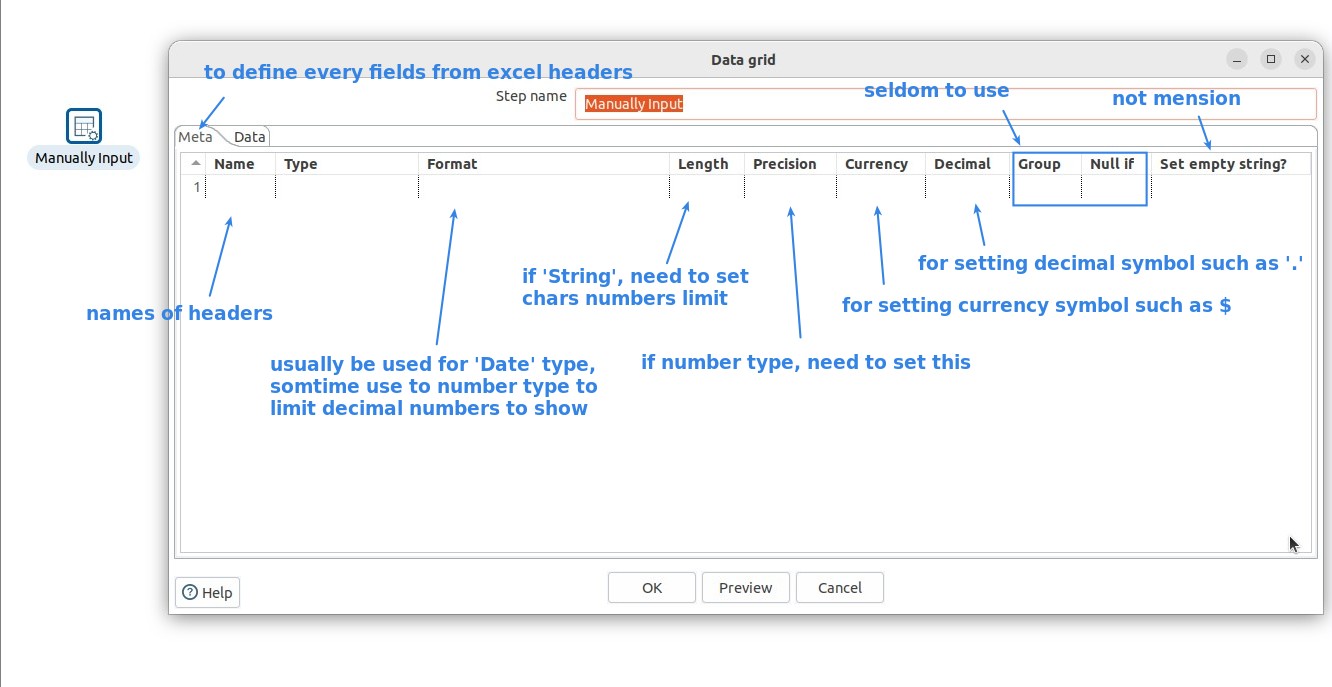 Data grid
to define every fields from excel headers
Step name
Manually Input
seldom to use
not mension
Manually Input
Meta
Data
Name Type Format Length Precision Currency Decimal Group Null if Set empty string?
1
names of headers
usually be used for 'Date' type,
somtime use to number type to
limit decimal numbers to show
if 'String', need to set
chars numbers limit
if number type, need to set this
for setting currency symbol such as $
for setting decimal symbol such as '.'
? Help
OK
Preview
Cancel